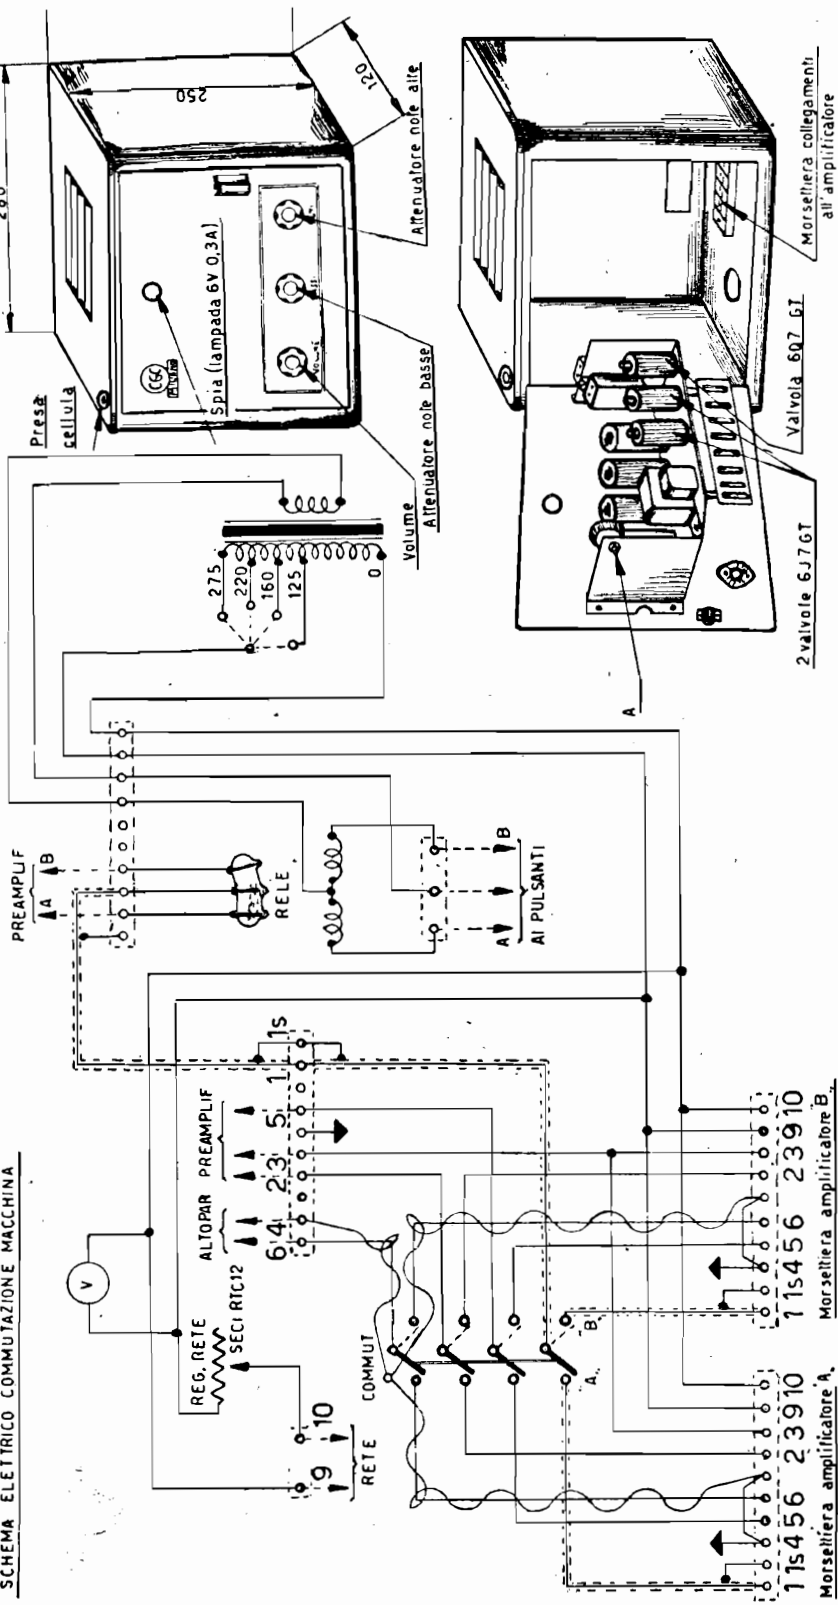 SCHEMA ELETTRICO COMMUTAZIONE MACCHINA
V
REG. RETE
SECI RTC12
9
10
RETE
ALTOPAR
PREAMPLIF
6 4 2 3 5 1 1s
COMMUT
"A"
"B"
1 1s 4 5 6 2 3 9 10
Morsettiera amplificatore "A"
1 1s 4 5 6 2 3 9 10
Morsettiera amplificatore "B"
PREAMPLIF
A B
RELE
A B
AI PULSANTI
275
220
160
125
0
280
250
120
Presa
cellula
CGC
Spia (lampada 6V 0,3A)
VOLUME
Volume
Attenuatore note basse
Attenuatore note alte
A
2 valvole 6J7 GT
Valvola 6Q7 GT
Morsettiera collegamenti
all'amplificatore